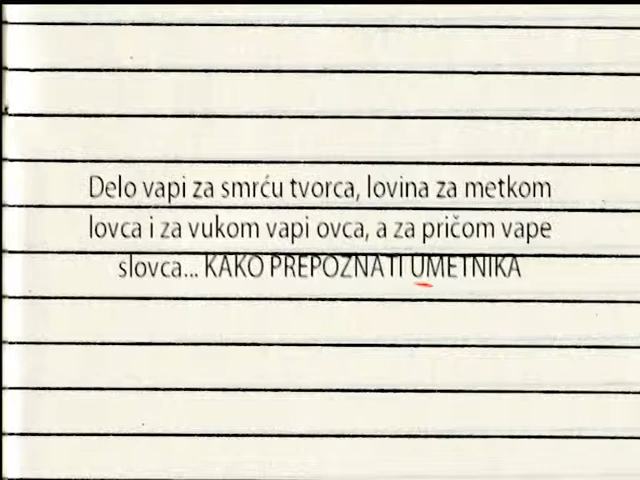 Delo vapi za smrću tvorca, lovina za metkom
lovca i za vukom vapi ovca, a za pričom vape
slovca... KAKO PREPOZNATI UMETNIKA